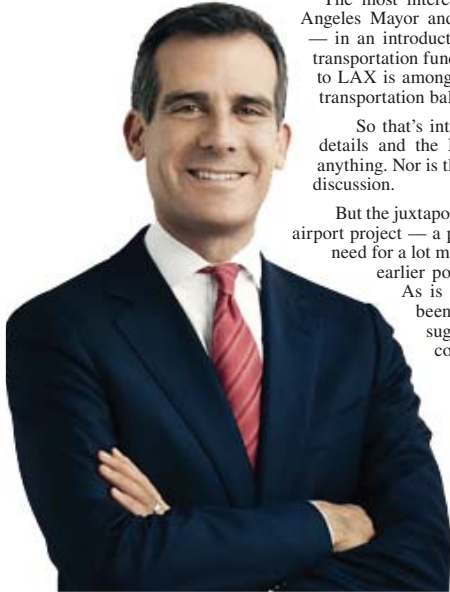 The most intere
Angeles Mayor and
— in an introduct
transportation fund
to LAX is among
transportation bal
So that's int
details and the
anything. Nor is th
discussion.
But the juxtapo
airport project — a p
need for a lot m
earlier po
As is
been
sug
co